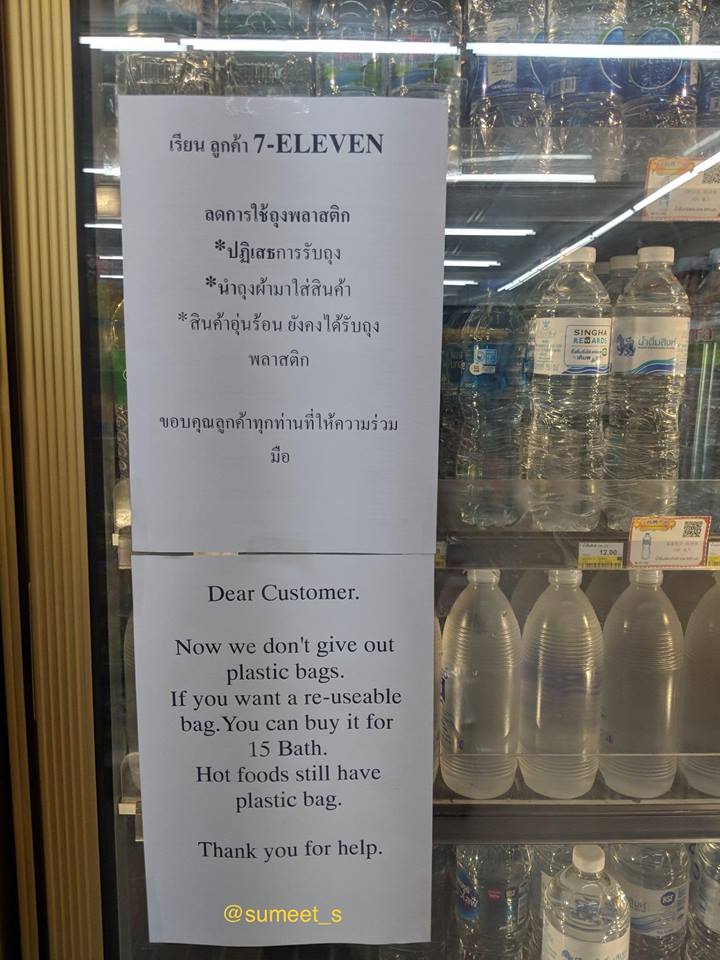 เรียน ลูกค้า 7-ELEVEN
ลดการใช้ถุงพลาสติก
*ปฏิเสธการรับถุง
*นำถุงผ้ามาใส่สินค้า
*สินค้าอุ่นร้อน ยังคงได้รับถุง
พลาสติก
ขอบคุณลูกค้าทุกท่านที่ให้ความร่วม
มือ
Dear Customer.
Now we don't give out
plastic bags.
If you want a re-useable
bag.You can buy it for
15 Bath.
Hot foods still have
plastic bag.
Thank you for help.
@sumeet_s
SINGHA
REWARDS
น้ำดื่มสิงห์
12.00